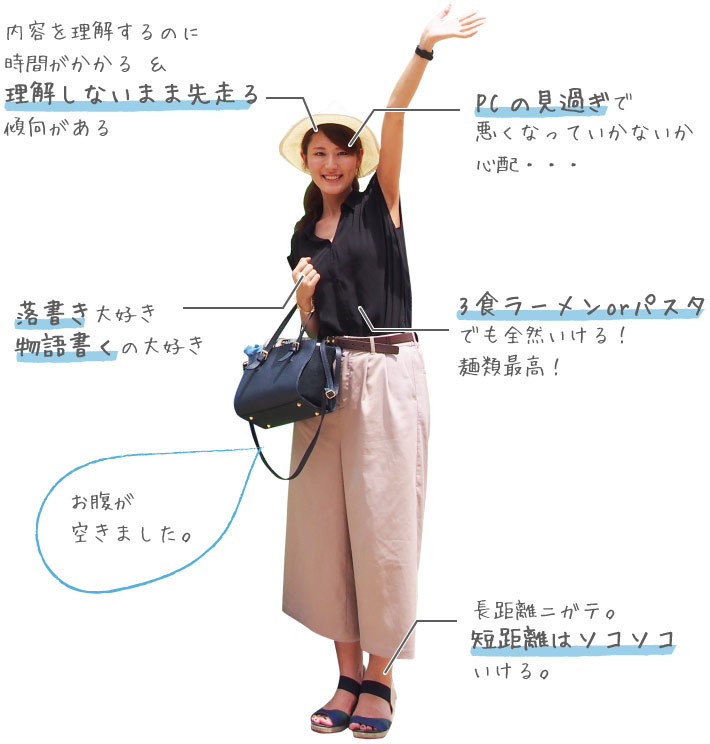 内容を理解するのに
時間がかかる &
理解しないまま先走る
傾向がある
PCの見過ぎで
悪くなっていかないか
心配・・・
落書き大好き
物語書くの大好き
3食ラーメンorパスタ
でも全然いける!
麺類最高!
お腹が
空きました。
長距離ニガテ。
短距離はソコソコ
いける。